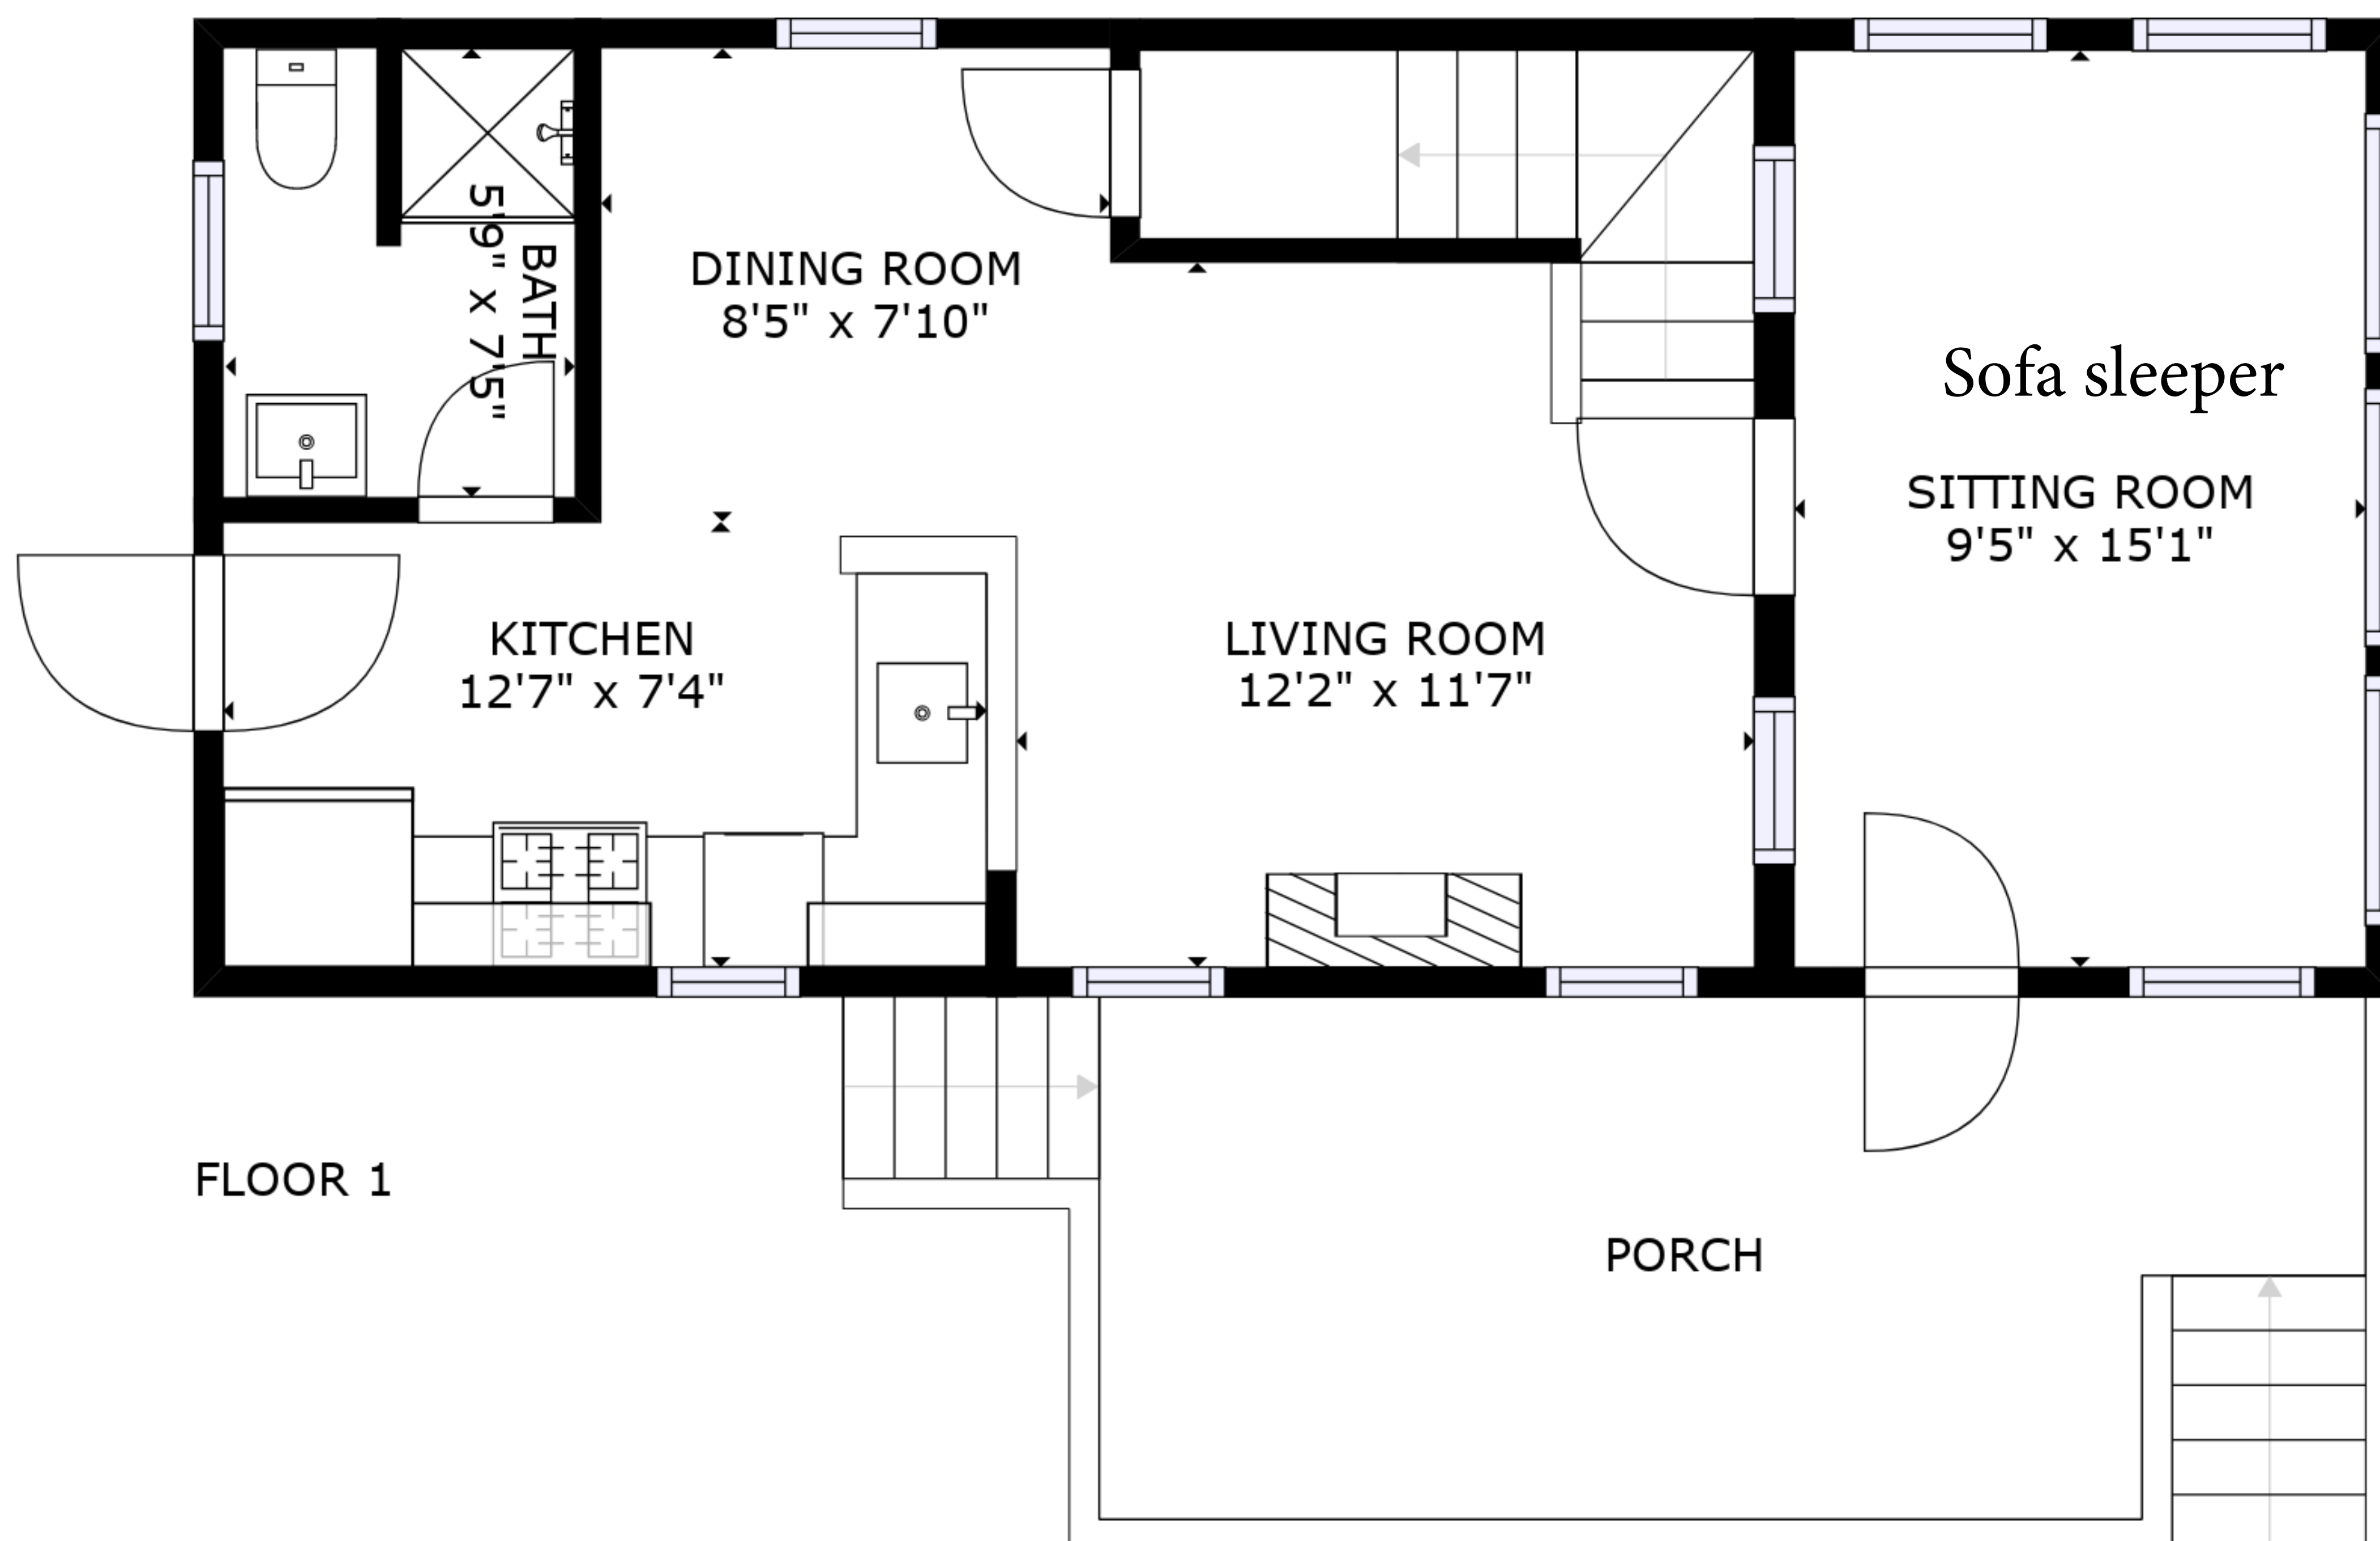 BATH
5'9" x 7'5"
DINING ROOM
8'5" x 7'10"
Sofa sleeper
SITTING ROOM
9'5" x 15'1"
KITCHEN
12'7" x 7'4"
LIVING ROOM
12'2" x 11'7"
FLOOR 1
PORCH